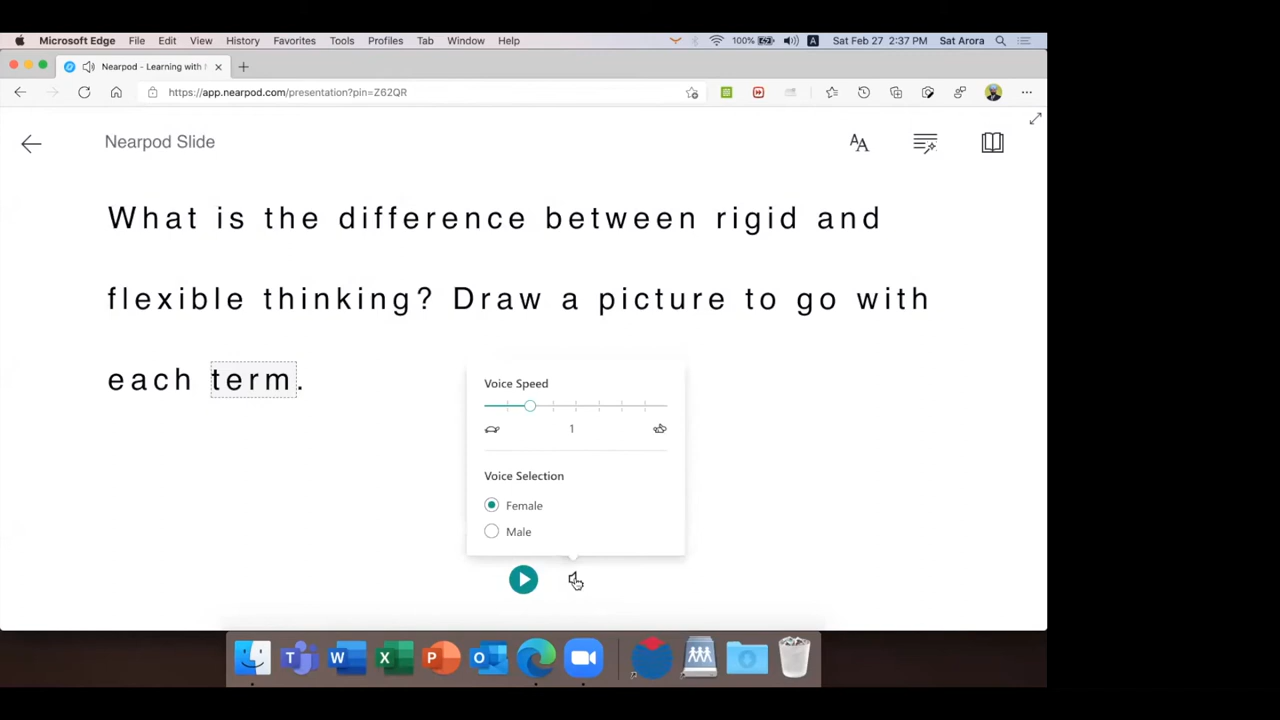 Microsoft Edge File Edit View History Favorites Tools Profiles Tab Window Help 100% A Sat Feb 27 2:37 PM Sat Arora
Nearpod - Learning with
https://app.nearpod.com/presentation?pin=Z62QR
Nearpod Slide
AA
What is the difference between rigid and
flexible thinking? Draw a picture to go with
each term.
Voice Speed
1
Voice Selection
Female
Male
T W X P O